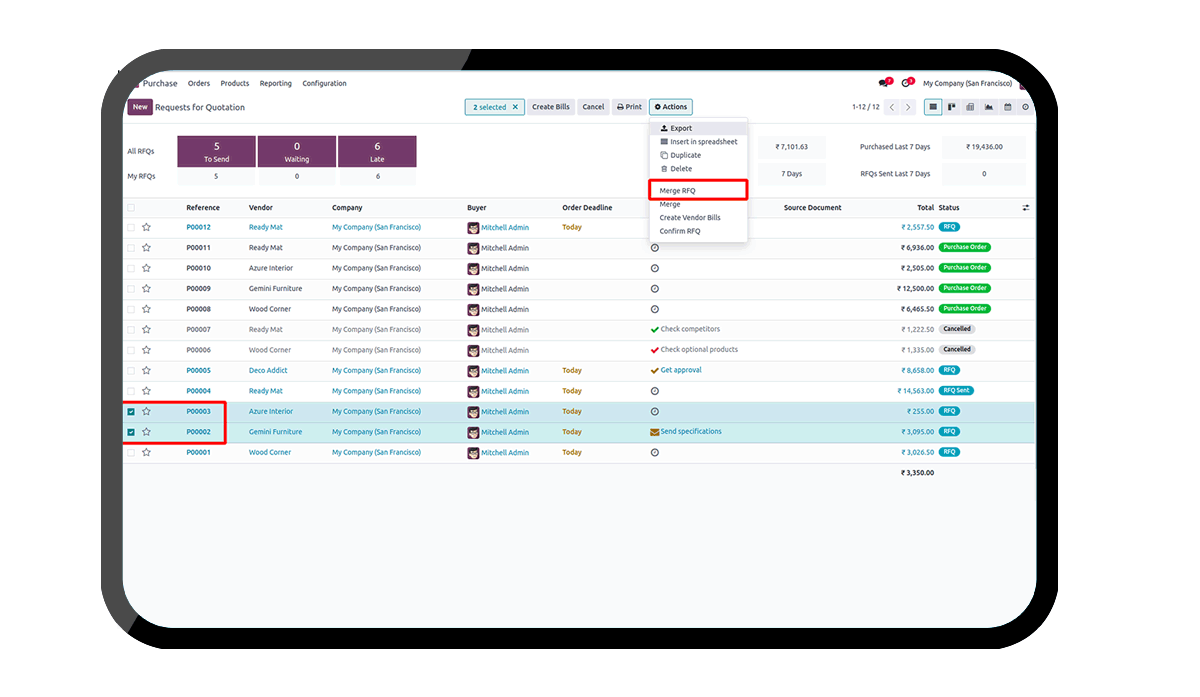 Purchase Orders Products Reporting Configuration 7 9 My Company (San Francisco)
New Requests for Quotation 2 selected × Create Bills Cancel Print Actions 1-12 / 12
Export
Insert in spreadsheet
Duplicate
Delete
Merge RFQ
Merge
Create Vendor Bills
Confirm RFQ
All RFQs 5 To Send 0 Waiting 6 Late ₹ 7,101.63 Purchased Last 7 Days ₹ 19,436.00
My RFQs 5 0 6 7 Days RFQs Sent Last 7 Days 0
Reference Vendor Company Buyer Order Deadline Source Document Total Status
P00012 Ready Mat My Company (San Francisco) Mitchell Admin Today ₹ 2,557.50 RFQ
P00011 Ready Mat My Company (San Francisco) Mitchell Admin ₹ 6,936.00 Purchase Order
P00010 Azure Interior My Company (San Francisco) Mitchell Admin ₹ 2,505.00 Purchase Order
P00009 Gemini Furniture My Company (San Francisco) Mitchell Admin ₹ 12,500.00 Purchase Order
P00008 Wood Corner My Company (San Francisco) Mitchell Admin ₹ 6,465.50 Purchase Order
P00007 Ready Mat My Company (San Francisco) Mitchell Admin Check competitors ₹ 1,222.50 Cancelled
P00006 Wood Corner My Company (San Francisco) Mitchell Admin Check optional products ₹ 1,335.00 Cancelled
P00005 Deco Addict My Company (San Francisco) Mitchell Admin Today Get approval ₹ 8,658.00 RFQ
P00004 Ready Mat My Company (San Francisco) Mitchell Admin Today ₹ 14,563.00 RFQ Sent
P00003 Azure Interior My Company (San Francisco) Mitchell Admin Today ₹ 255.00 RFQ
P00002 Gemini Furniture My Company (San Francisco) Mitchell Admin Today Send specifications ₹ 3,095.00 RFQ
P00001 Wood Corner My Company (San Francisco) Mitchell Admin Today ₹ 3,026.50 RFQ
₹ 3,350.00